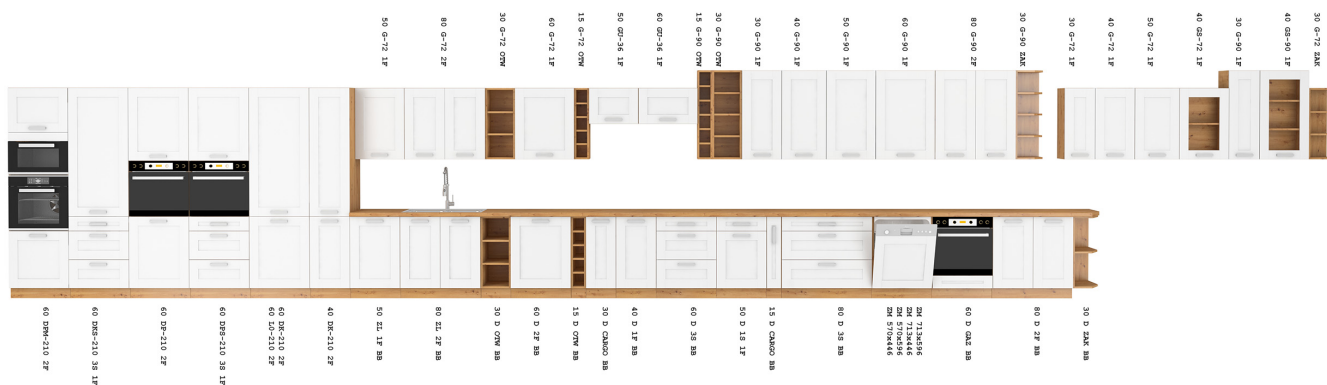 50 G-72 1F
80 G-72 2F
30 G-72 OTW
60 G-72 1F
15 G-72 OTW
50 GU-36 1F
60 GU-36 1F
15 G-90 OTW
30 G-90 OTW
30 G-90 1F
40 G-90 1F
50 G-90 1F
60 G-90 1F
80 G-90 2F
30 G-90 ZAK
30 G-72 1F
40 G-72 1F
50 G-72 1F
40 GS-72 1F
30 G-90 1F
40 GS-90 1F
30 G-72 ZAK
60 DPM-210 2F
60 DKS-210 3S 1F
60 DP-210 2F
60 DPS-210 3S 1F
60 DK-210 2F
60 LO-210 2F
40 DK-210 2F
50 ZL 1F BB
80 ZL 2F BB
30 D OTW BB
60 D 2F BB
15 D OTW BB
30 D CARGO BB
40 D 1F BB
60 D 3S BB
50 D 1S 1F
15 D CARGO BB
80 D 3S BB
ZM 713x596
ZM 713x446
ZM 570x596
ZM 570x446
60 D GAZ BB
80 D 2F BB
30 D ZAK BB